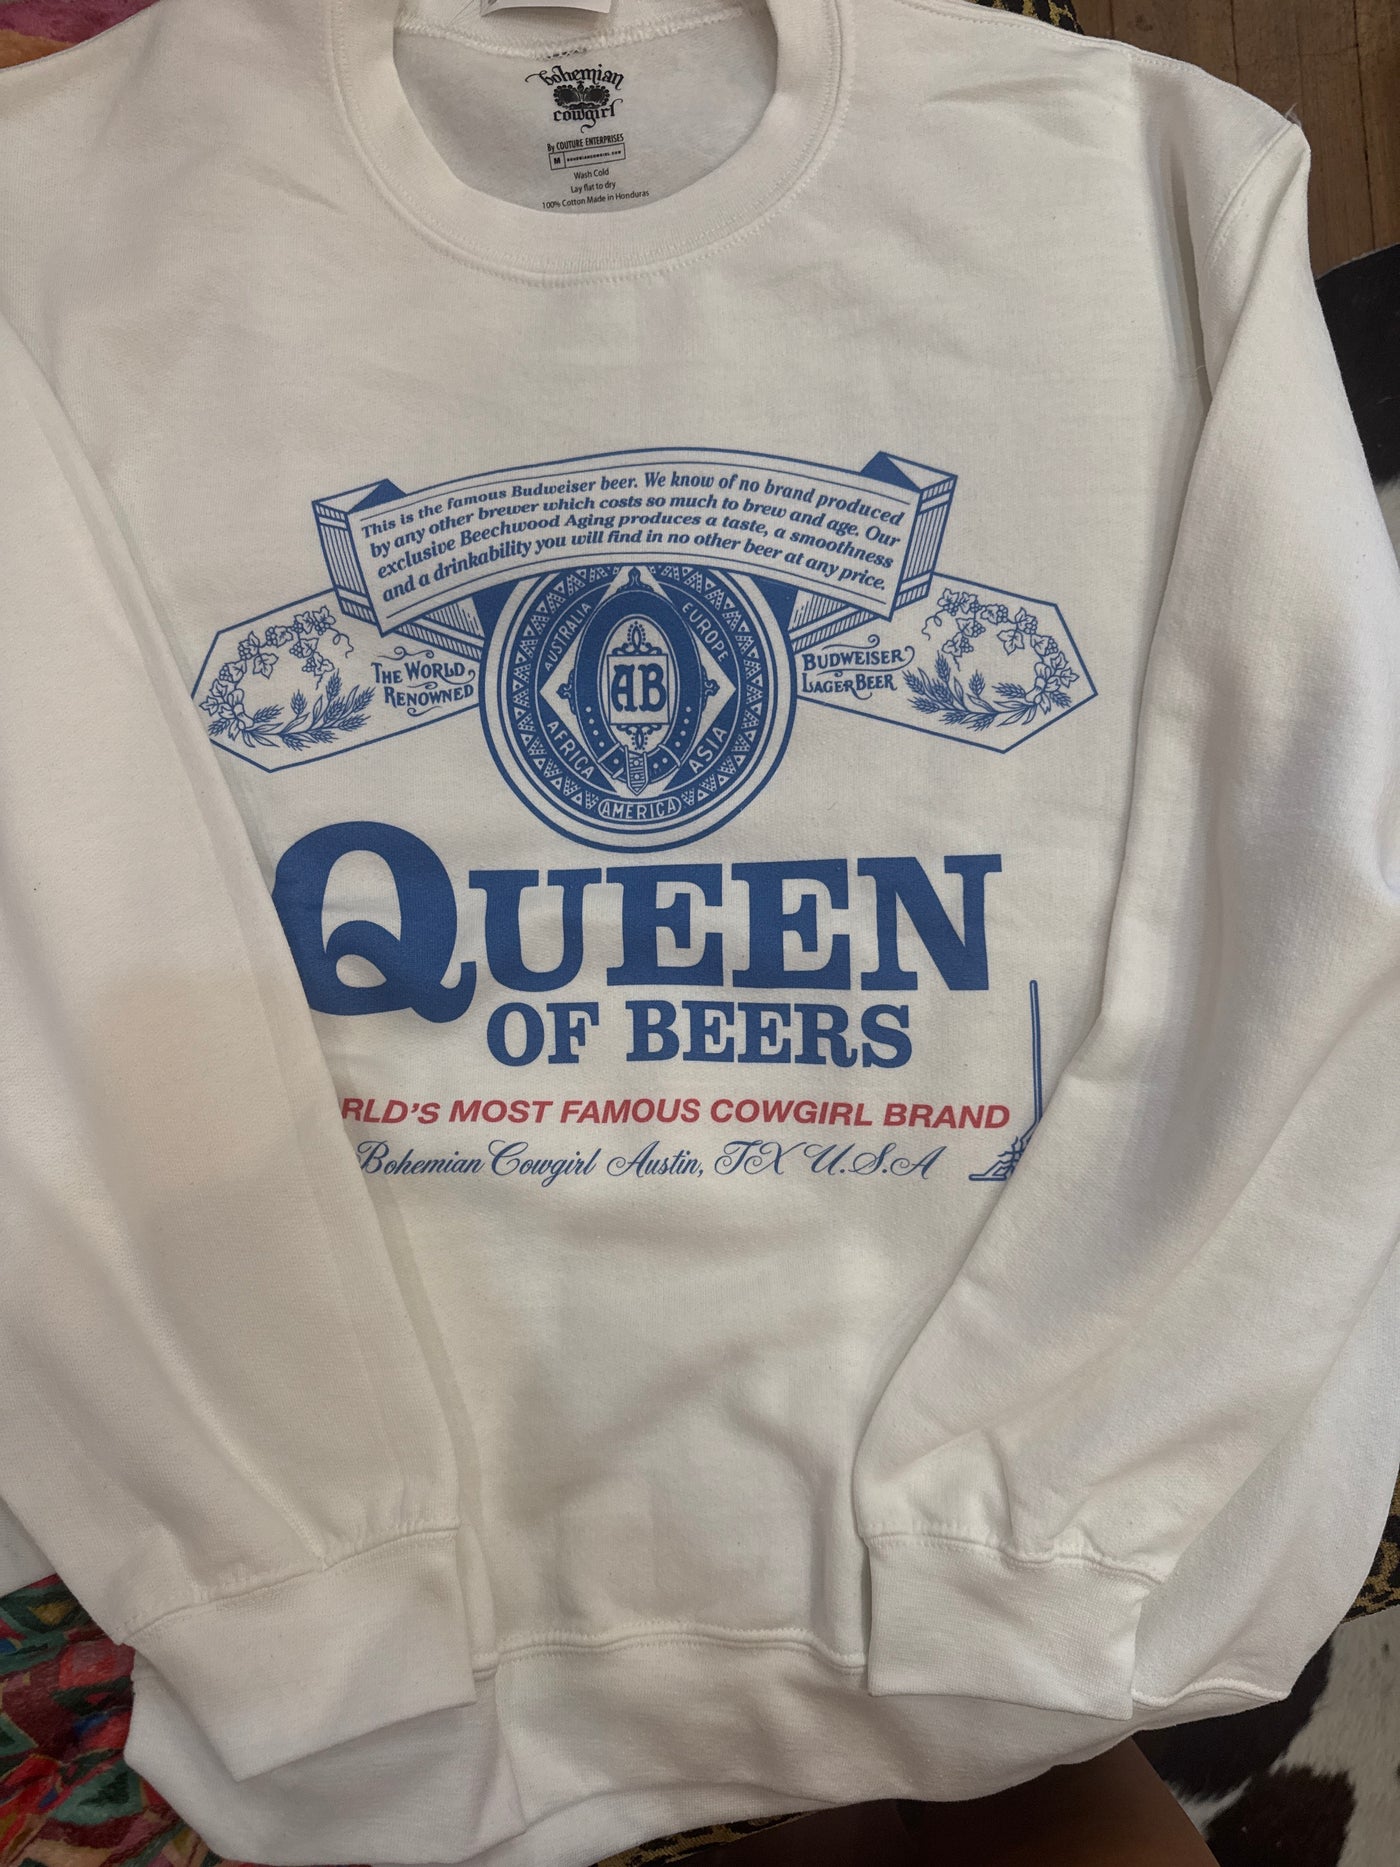 bohemian
cowgirl
By COUTURE ENTERPRISES
M BOHEMIANCOWGIRL.COM
Wash Cold
Lay flat to dry
100% Cotton Made in Honduras
This is the famous Budweiser beer. We know of no brand produced
by any other brewer which costs so much to brew and age. Our
exclusive Beechwood Aging produces a taste, a smoothness
and a drinkability you will find in no other beer at any price.
AUSTRALIA
EUROPE
THE WORLD
RENOWNED
AB
BUDWEISER
LAGER BEER
AFRICA
ASIA
AMERICA
QUEEN
OF BEERS
RLD'S MOST FAMOUS COWGIRL BRAND
Bohemian Cowgirl Austin, TX U.S.A